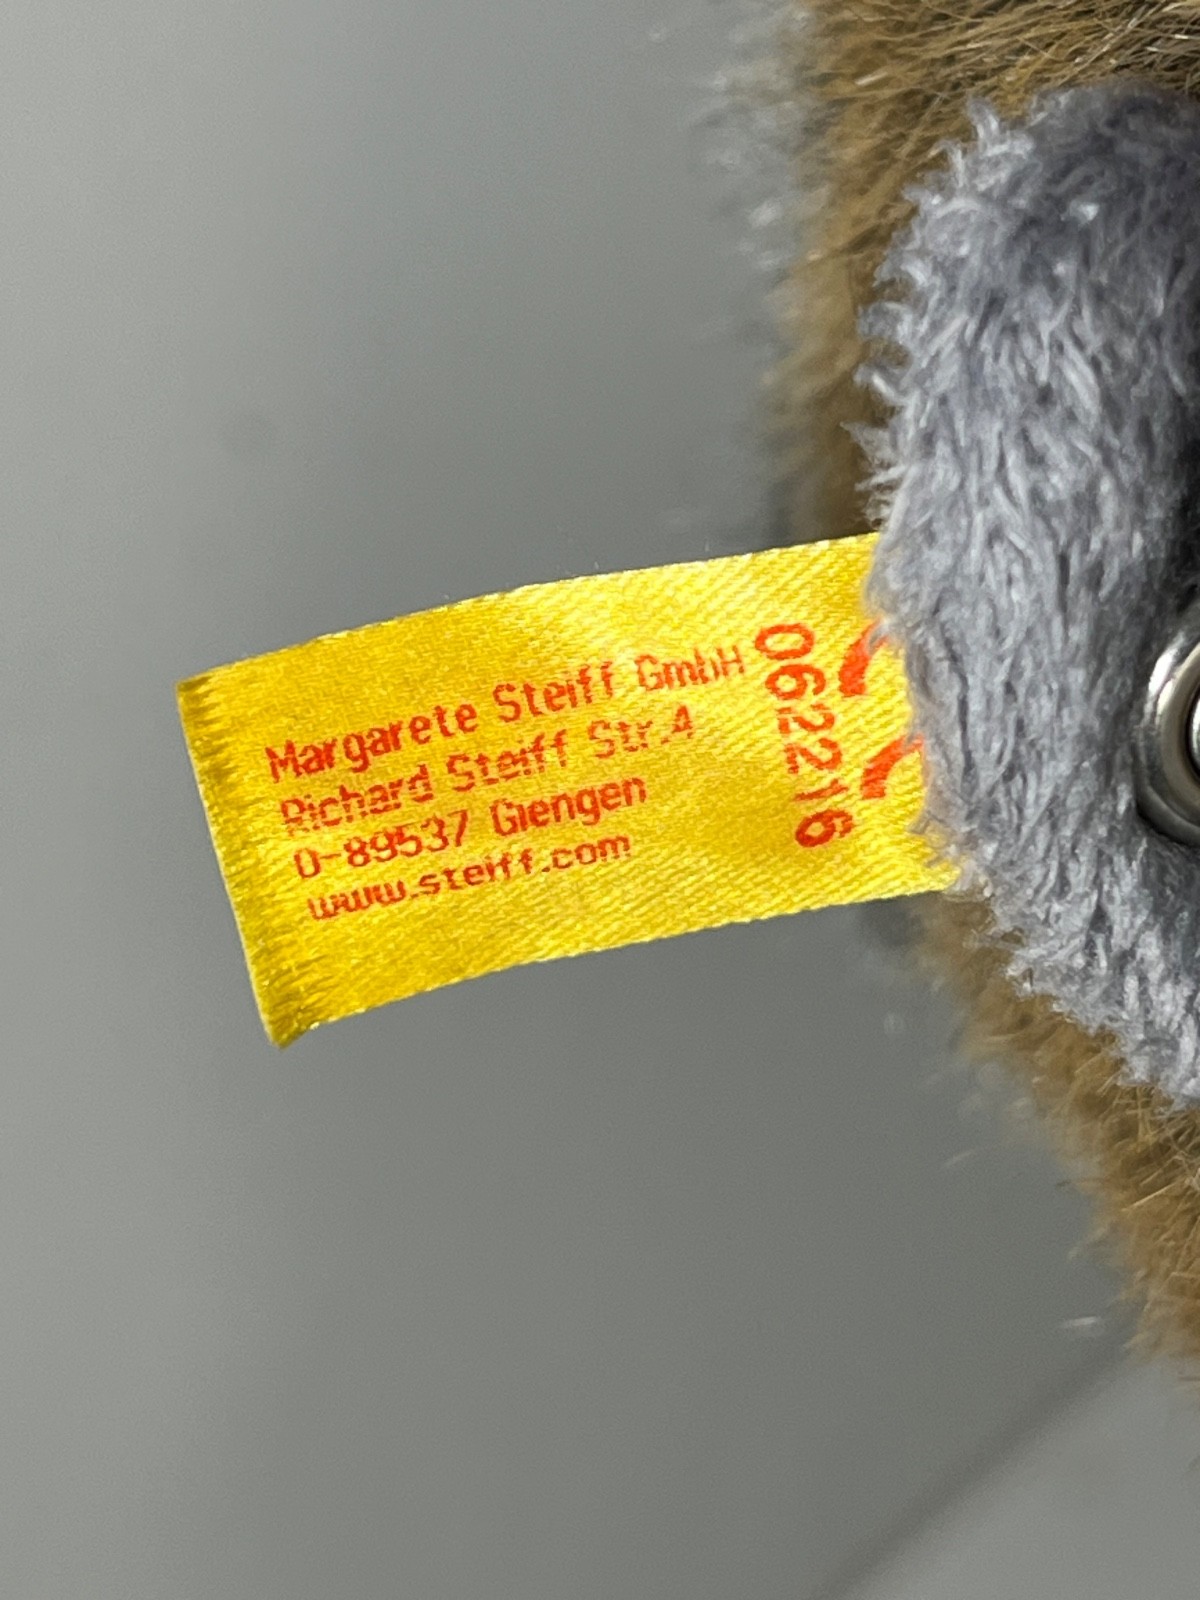 Margarete Steiff GmbH
Richard Steiff Str.4
D-89537 Giengen
www.steiff.com
062216